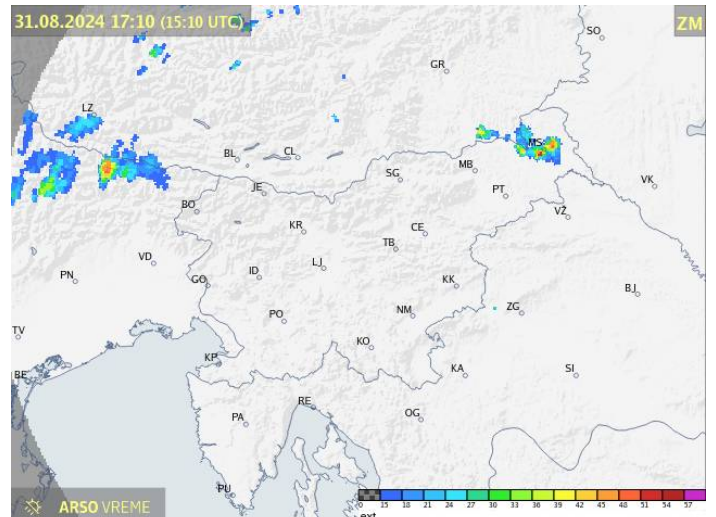 31.08.2024 17:10 (15:10 UTC)
ZM
SO
GR
LZ
MS
BL
CL
MB
SG
VK
JE
PT
BO
VŽ
KR
CE
TB
VD
LJ
PN
ID
GO
KK
BJ
NM
ZG
PO
TV
KO
KP
BE
KA
SI
RE
PA
OG
PU
0 15 18 21 24 27 30 33 36 39 42 45 48 51 54 57
ext
ARSO VREME